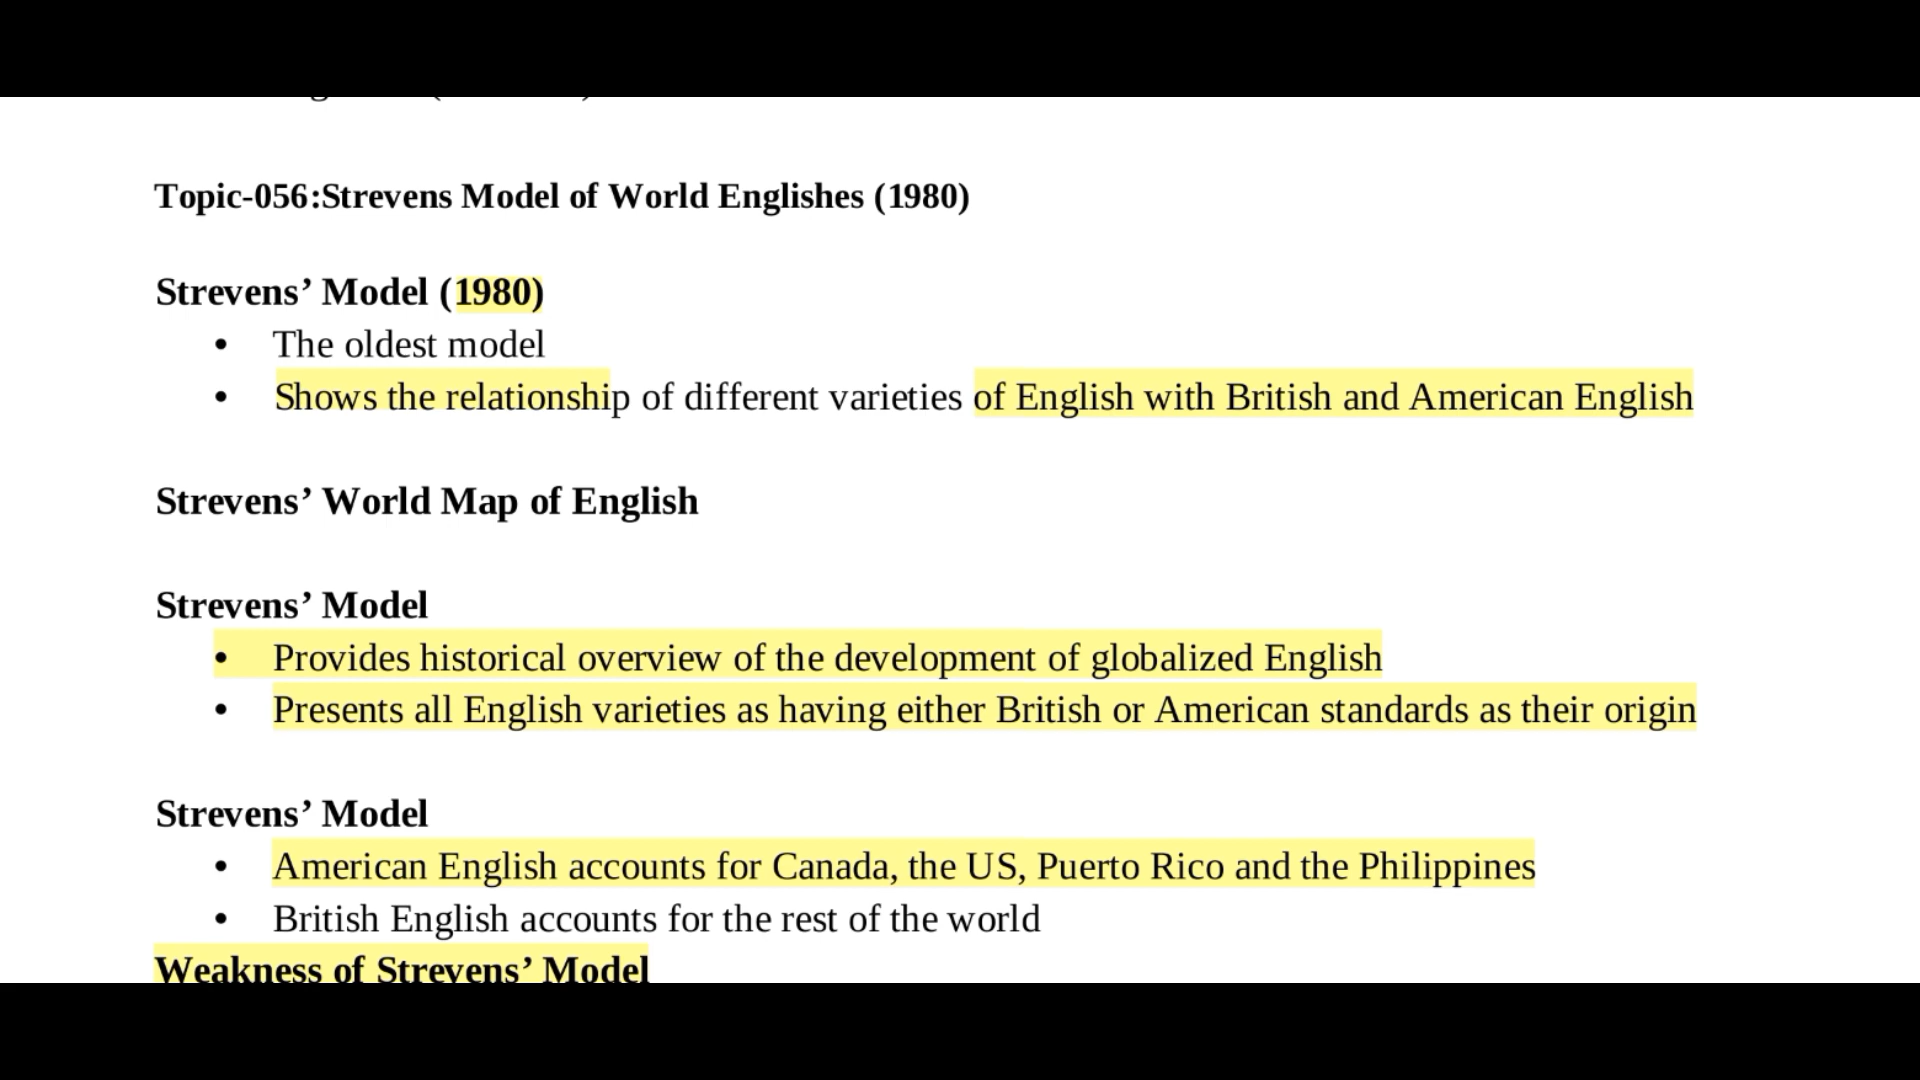 Topic-056:Strevens Model of World Englishes (1980)
Strevens’ Model (1980)
• The oldest model
• Shows the relationship of different varieties of English with British and American English
Strevens’ World Map of English
Strevens’ Model
• Provides historical overview of the development of globalized English
• Presents all English varieties as having either British or American standards as their origin
Strevens’ Model
• American English accounts for Canada, the US, Puerto Rico and the Philippines
• British English accounts for the rest of the world
Weakness of Strevens’ Model